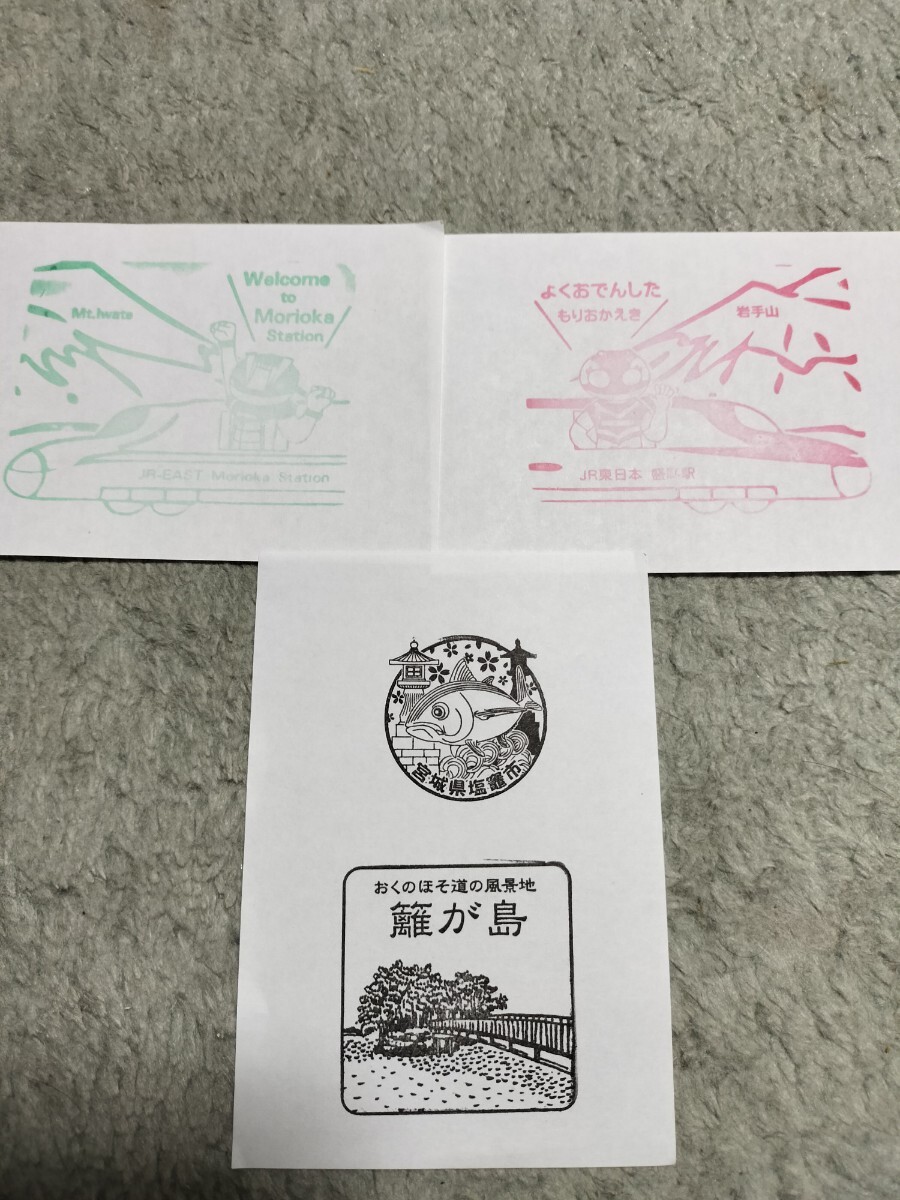 Welcome
to
Morioka
Station
Mt.Iwate
JR-EAST Morioka Station
よくおでんした
もりおかえき
岩手山
JR東日本 盛岡駅
宮城県塩竈市
おくのほそ道の風景地
籬が島